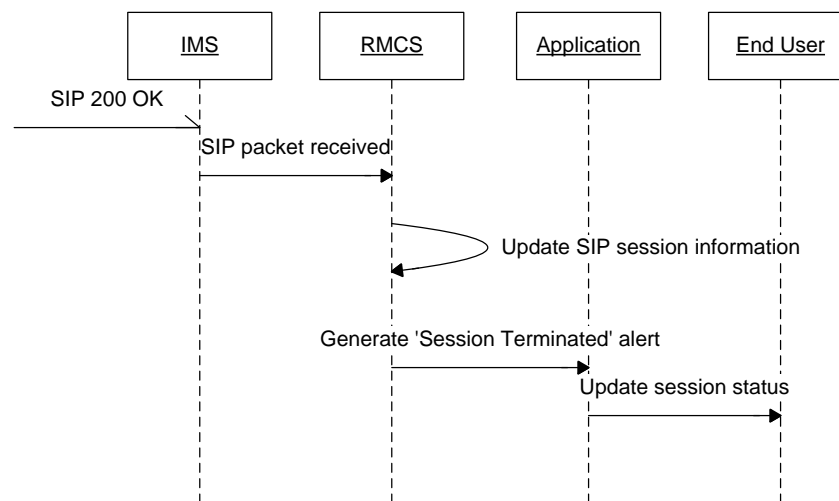 IMS
RMCS
Application
End User
SIP 200 OK
SIP packet received
Update SIP session information
Generate 'Session Terminated' alert
Update session status